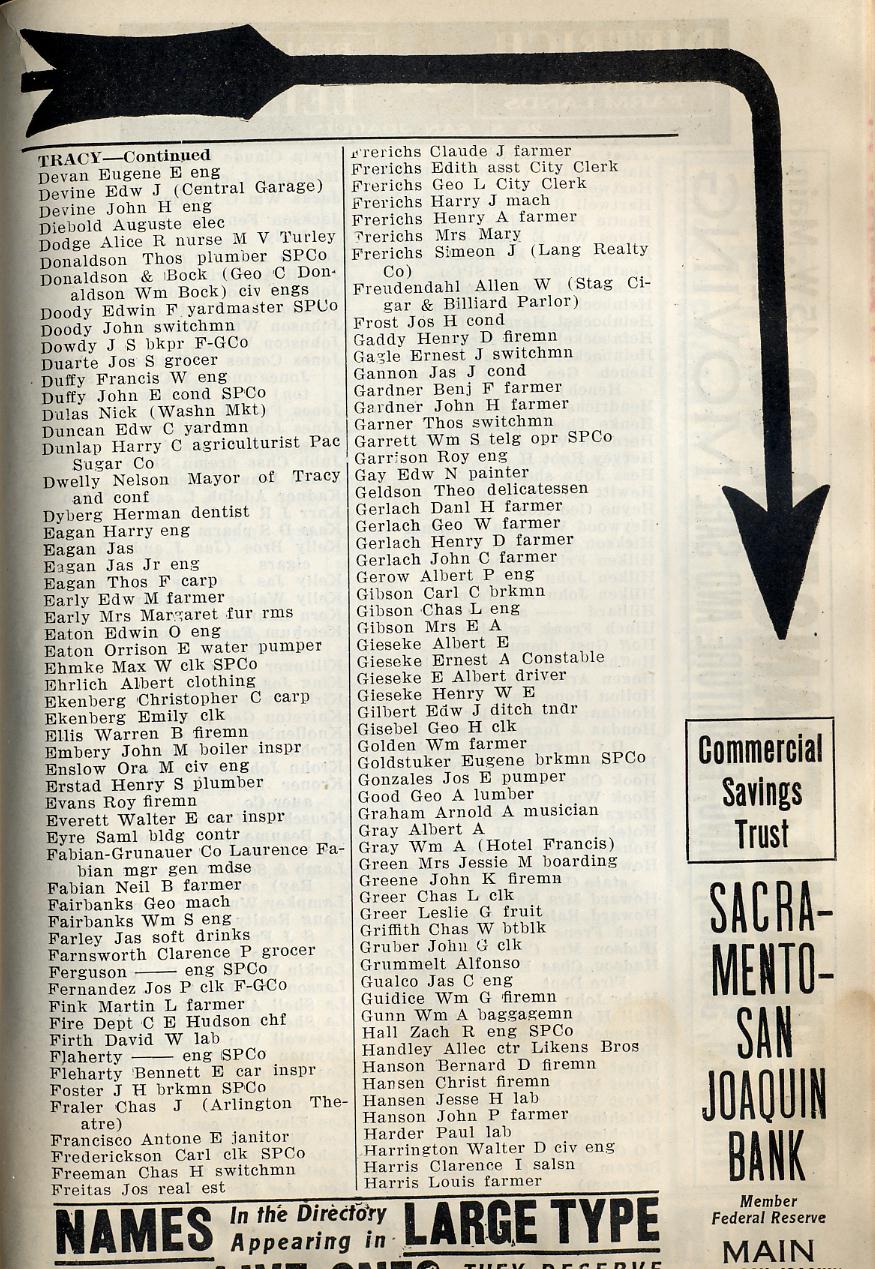 TRACY—Continued
Devan Eugene E eng
Devine Edw J (Central Garage)
Devine John H eng
Diebold Auguste elec
Dodge Alice R nurse M V Turley
Donaldson Thos plumber SPCo
Donaldson & Bock (Geo C Don-
aldson Wm Bock) civ engs
Doody Edwin F yardmaster SPCo
Doody John switchmn
Dowdy J S bkpr F-GCo
Duarte Jos S grocer
Duffy Francis W eng
Duffy John E cond SPCo
Dulas Nick (Washn Mkt)
Duncan Edw C yardmn
Dunlap Harry C agriculturist Pac
Sugar Co
Dwelly Nelson Mayor of Tracy
and conf
Dyberg Herman dentist
Eagan Harry eng
Eagan Jas
Eagan Jas Jr eng
Eagan Thos F carp
Early Edw M farmer
Early Mrs Margaret fur rms
Eaton Edwin O eng
Eaton Orrison E water pumper
Ehmke Max W clk SPCo
Ehrlich Albert clothing
Ekenberg Christopher C carp
Ekenberg Emily clk
Ellis Warren B firemn
Embery John M boiler inspr
Enslow Ora M civ eng
Erstad Henry S plumber
Evans Roy firemn
Everett Walter E car inspr
Eyre Saml bldg contr
Fabian-Grunauer Co Laurence Fa-
bian mgr gen mdse
Fabian Neil B farmer
Fairbanks Geo mach
Fairbanks Wm S eng
Farley Jas soft drinks
Farnsworth Clarence P grocer
Ferguson —— eng SPCo
Fernandez Jos P clk F-GCo
Fink Martin L farmer
Fire Dept C E Hudson chf
Firth David W lab
Flaherty —— eng SPCo
Fleharty Bennett E car inspr
Foster J H brkmn SPCo
Fraler Chas J (Arlington The-
atre)
Francisco Antone E janitor
Frederickson Carl clk SPCo
Freeman Chas H switchmn
Freitas Jos real est
Frerichs Claude J farmer
Frerichs Edith asst City Clerk
Frerichs Geo L City Clerk
Frerichs Harry J mach
Frerichs Henry A farmer
Frerichs Mrs Mary
Frerichs Simeon J (Lang Realty
Co)
Freudendahl Allen W (Stag Ci-
gar & Billiard Parlor)
Frost Jos H cond
Gaddy Henry D firemn
Gagle Ernest J switchmn
Gannon Jas J cond
Gardner Benj F farmer
Gardner John H farmer
Garner Thos switchmn
Garrett Wm S telg opr SPCo
Garrison Roy eng
Gay Edw N painter
Geldson Theo delicatessen
Gerlach Danl H farmer
Gerlach Geo W farmer
Gerlach Henry D farmer
Gerlach John C farmer
Gerow Albert P eng
Gibson Carl C brkmn
Gibson Chas L eng
Gibson Mrs E A
Gieseke Albert E
Gieseke Ernest A Constable
Gieseke E Albert driver
Gieseke Henry W E
Gilbert Edw J ditch tndr
Gisebel Geo H clk
Golden Wm farmer
Goldstuker Eugene brkmn SPCo
Gonzales Jos E pumper
Good Geo A lumber
Graham Arnold A musician
Gray Albert A
Gray Wm A (Hotel Francis)
Green Mrs Jessie M boarding
Greene John K firemn
Greer Chas L clk
Greer Leslie G fruit
Griffith Chas W btblk
Gruber John G clk
Grummelt Alfonso
Gualco Jas C eng
Guidice Wm G firemn
Gunn Wm A baggagemn
Hall Zach R eng SPCo
Handley Allec ctr Likens Bros
Hanson Bernard D firemn
Hansen Christ firemn
Hansen Jesse H lab
Hanson John P farmer
Harder Paul lab
Harrington Walter D civ eng
Harris Clarence I salsn
Harris Louis farmer
Commercial
Savings
Trust
SACRA-
MENTO-
SAN
JOAQUIN
BANK
Member
Federal Reserve
MAIN
NAMES In the Directory Appearing in LARGE TYPE
THEY DESERVE